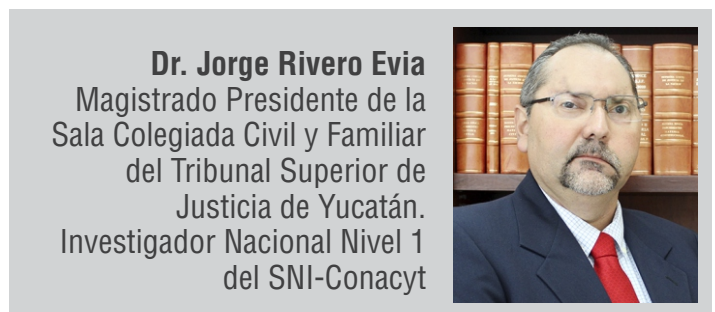 Dr. Jorge Rivero Evia
Magistrado Presidente de la
Sala Colegiada Civil y Familiar
del Tribunal Superior de
Justicia de Yucatán.
Investigador Nacional Nivel 1
del SNI-Conacyt